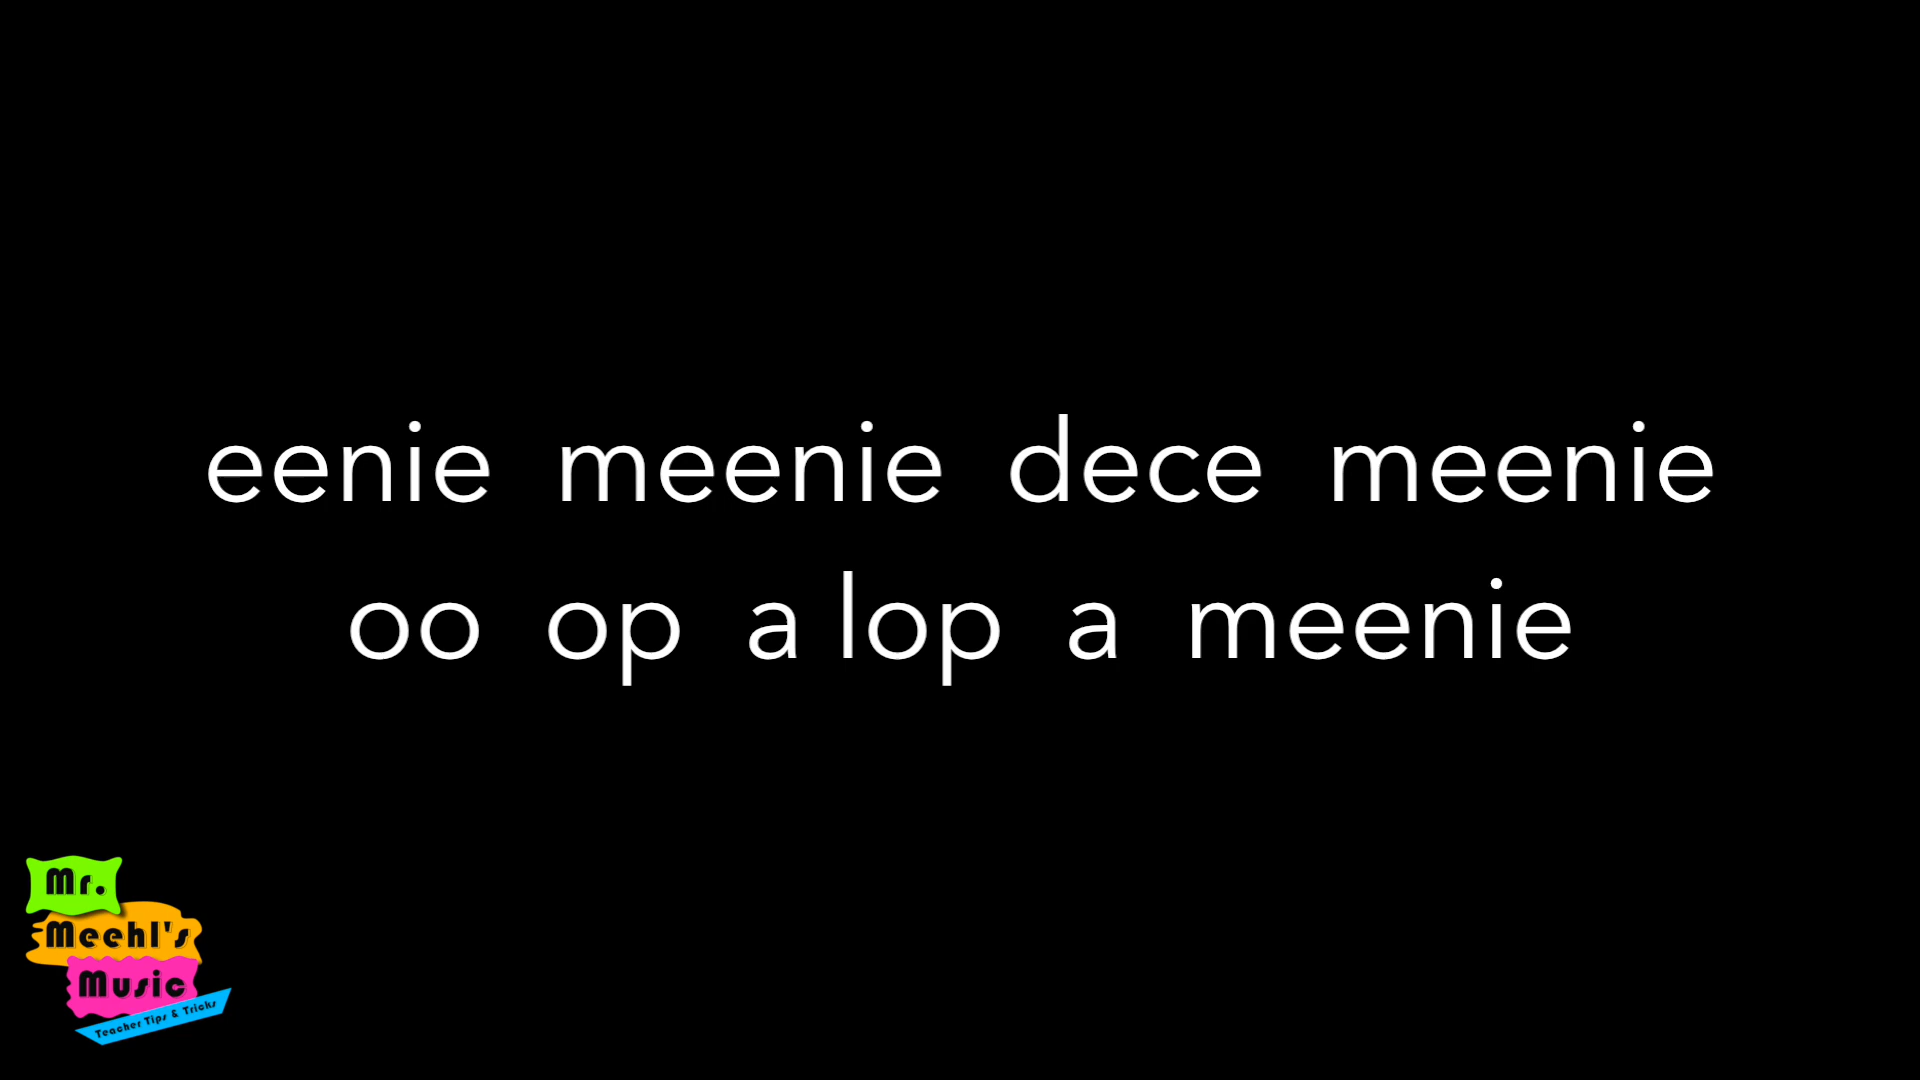 eenie meenie dece meenie
oo op a lop a meenie
Mr.
Meehl's
Music
Teacher Tips & Tricks